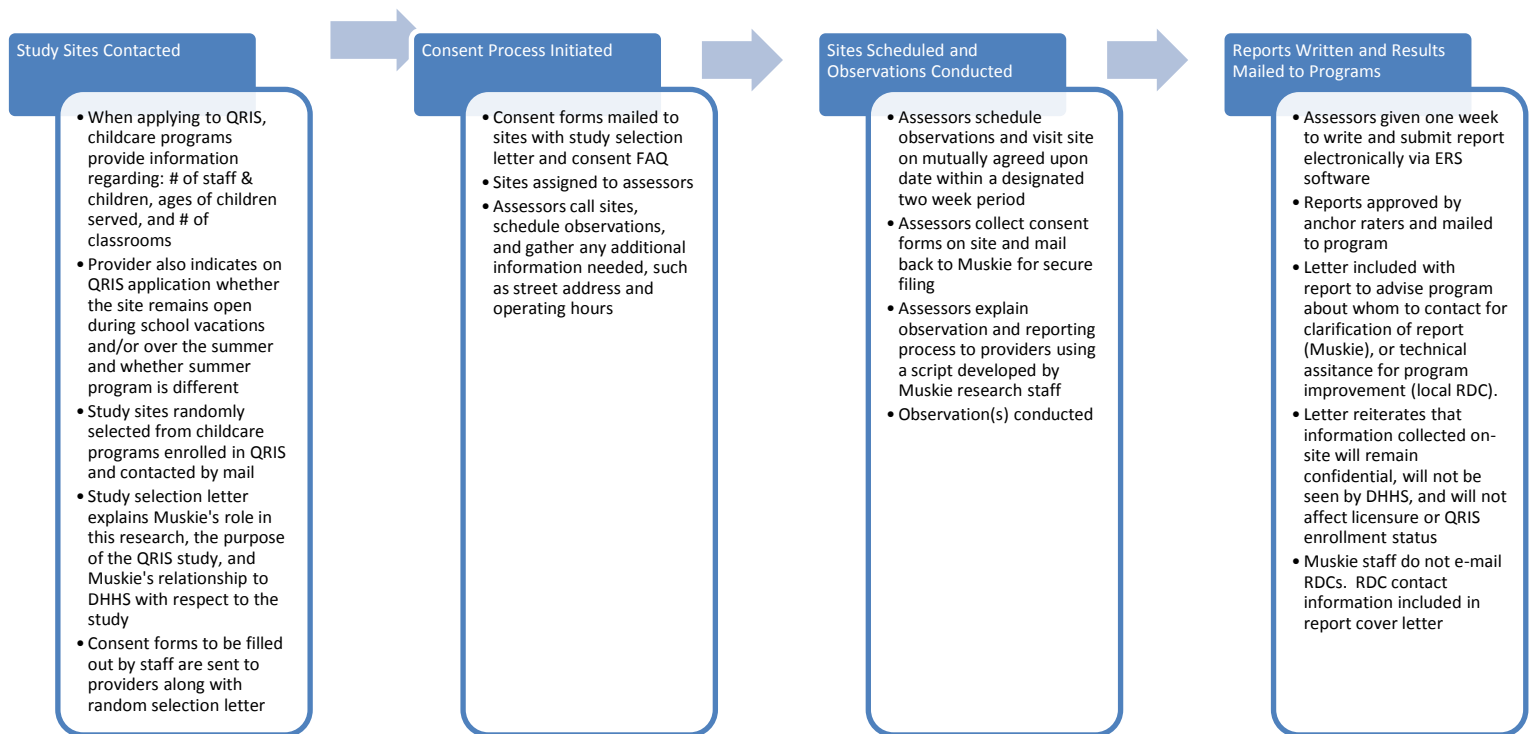 Study Sites Contacted
• When applying to QRIS,
childcare programs
provide information
regarding: # of staff &
children, ages of children
served, and # of
classrooms
• Provider also indicates on
QRIS application whether
the site remains open
during school vacations
and/or over the summer
and whether summer
program is different
• Study sites randomly
selected from childcare
programs enrolled in QRIS
and contacted by mail
• Study selection letter
explains Muskie's role in
this research, the purpose
of the QRIS study, and
Muskie's relationship to
DHHS with respect to the
study
• Consent forms to be filled
out by staff are sent to
providers along with
random selection letter
Consent Process Initiated
• Consent forms mailed to
sites with study selection
letter and consent FAQ
• Sites assigned to assessors
• Assessors call sites,
schedule observations,
and gather any additional
information needed, such
as street address and
operating hours
Sites Scheduled and
Observations Conducted
• Assessors schedule
observations and visit site
on mutually agreed upon
date within a designated
two week period
• Assessors collect consent
forms on site and mail
back to Muskie for secure
filing
• Assessors explain
observation and reporting
process to providers using
a script developed by
Muskie research staff
• Observation(s) conducted
Reports Written and Results
Mailed to Programs
• Assessors given one week
to write and submit report
electronically via ERS
software
• Reports approved by
anchor raters and mailed
to program
• Letter included with
report to advise program
about whom to contact for
clarification of report
(Muskie), or technical
assitance for program
improvement (local RDC).
• Letter reiterates that
information collected on-
site will remain
confidential, will not be
seen by DHHS, and will not
affect licensure or QRIS
enrollment status
• Muskie staff do not e-mail
RDCs.  RDC contact
information included in
report cover letter